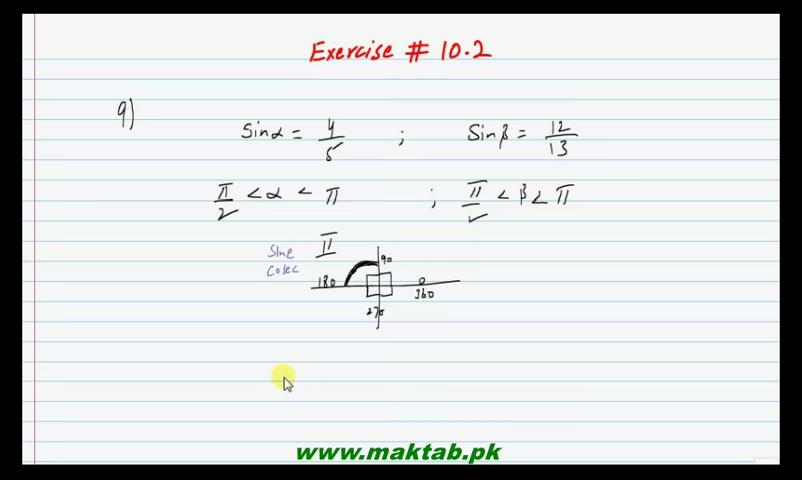 Exercise # 10.2
9)
Sinα = 4/5 ; Sinβ = 12/13
π/2 < α < π ; π/2 < β < π
II
Sine
Cosec
90
180
0
360
270
www.maktab.pk